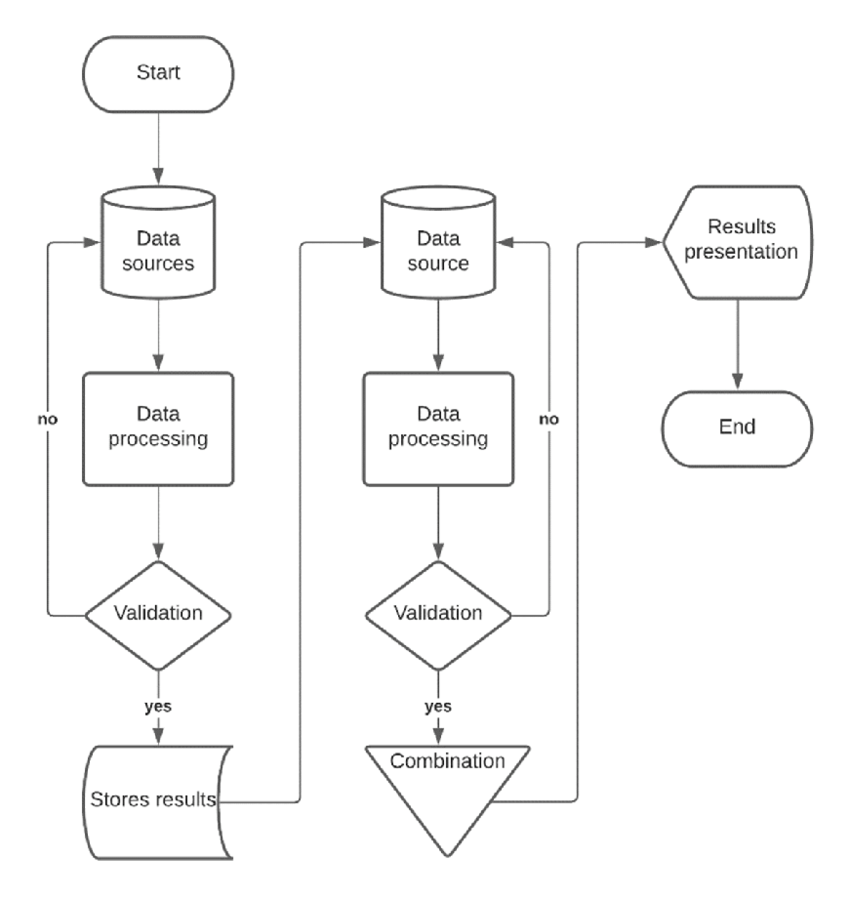 Start
Data
sources
Data
processing
no
Validation
yes
Stores results
Data
source
Data
processing
no
Validation
yes
Combination
Results
presentation
End